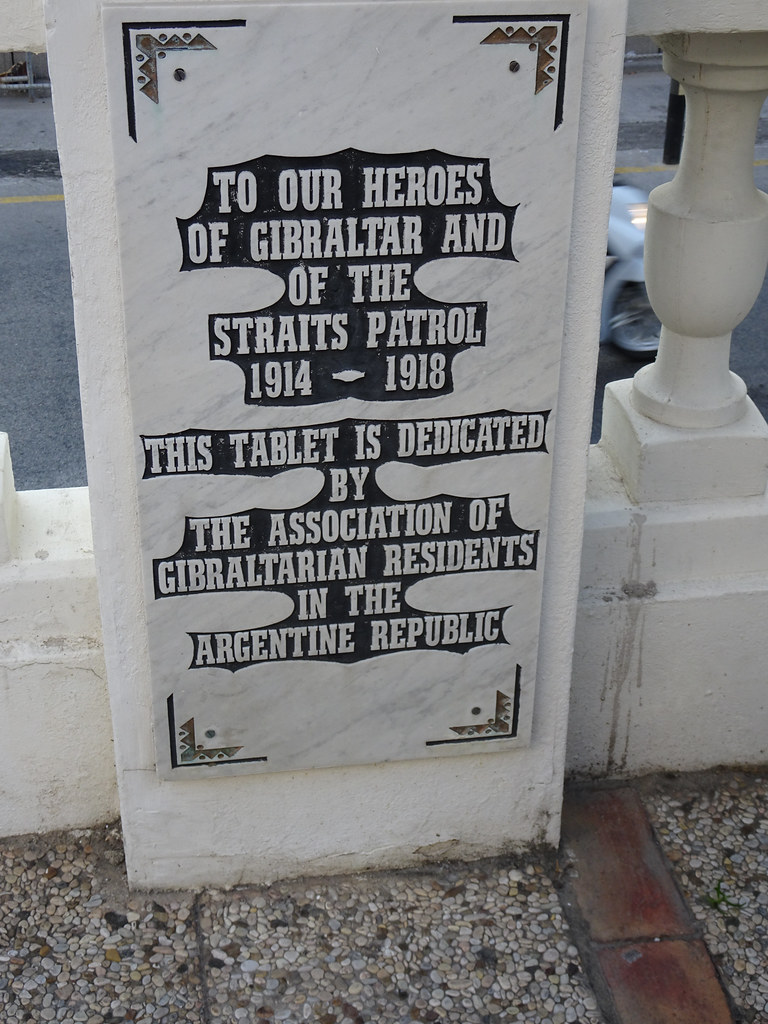 TO OUR HEROES
OF GIBRALTAR AND
OF THE
STRAITS PATROL
1914 - 1918
THIS TABLET IS DEDICATED
BY
THE ASSOCIATION OF
GIBRALTARIAN RESIDENTS
IN THE
ARGENTINE REPUBLIC